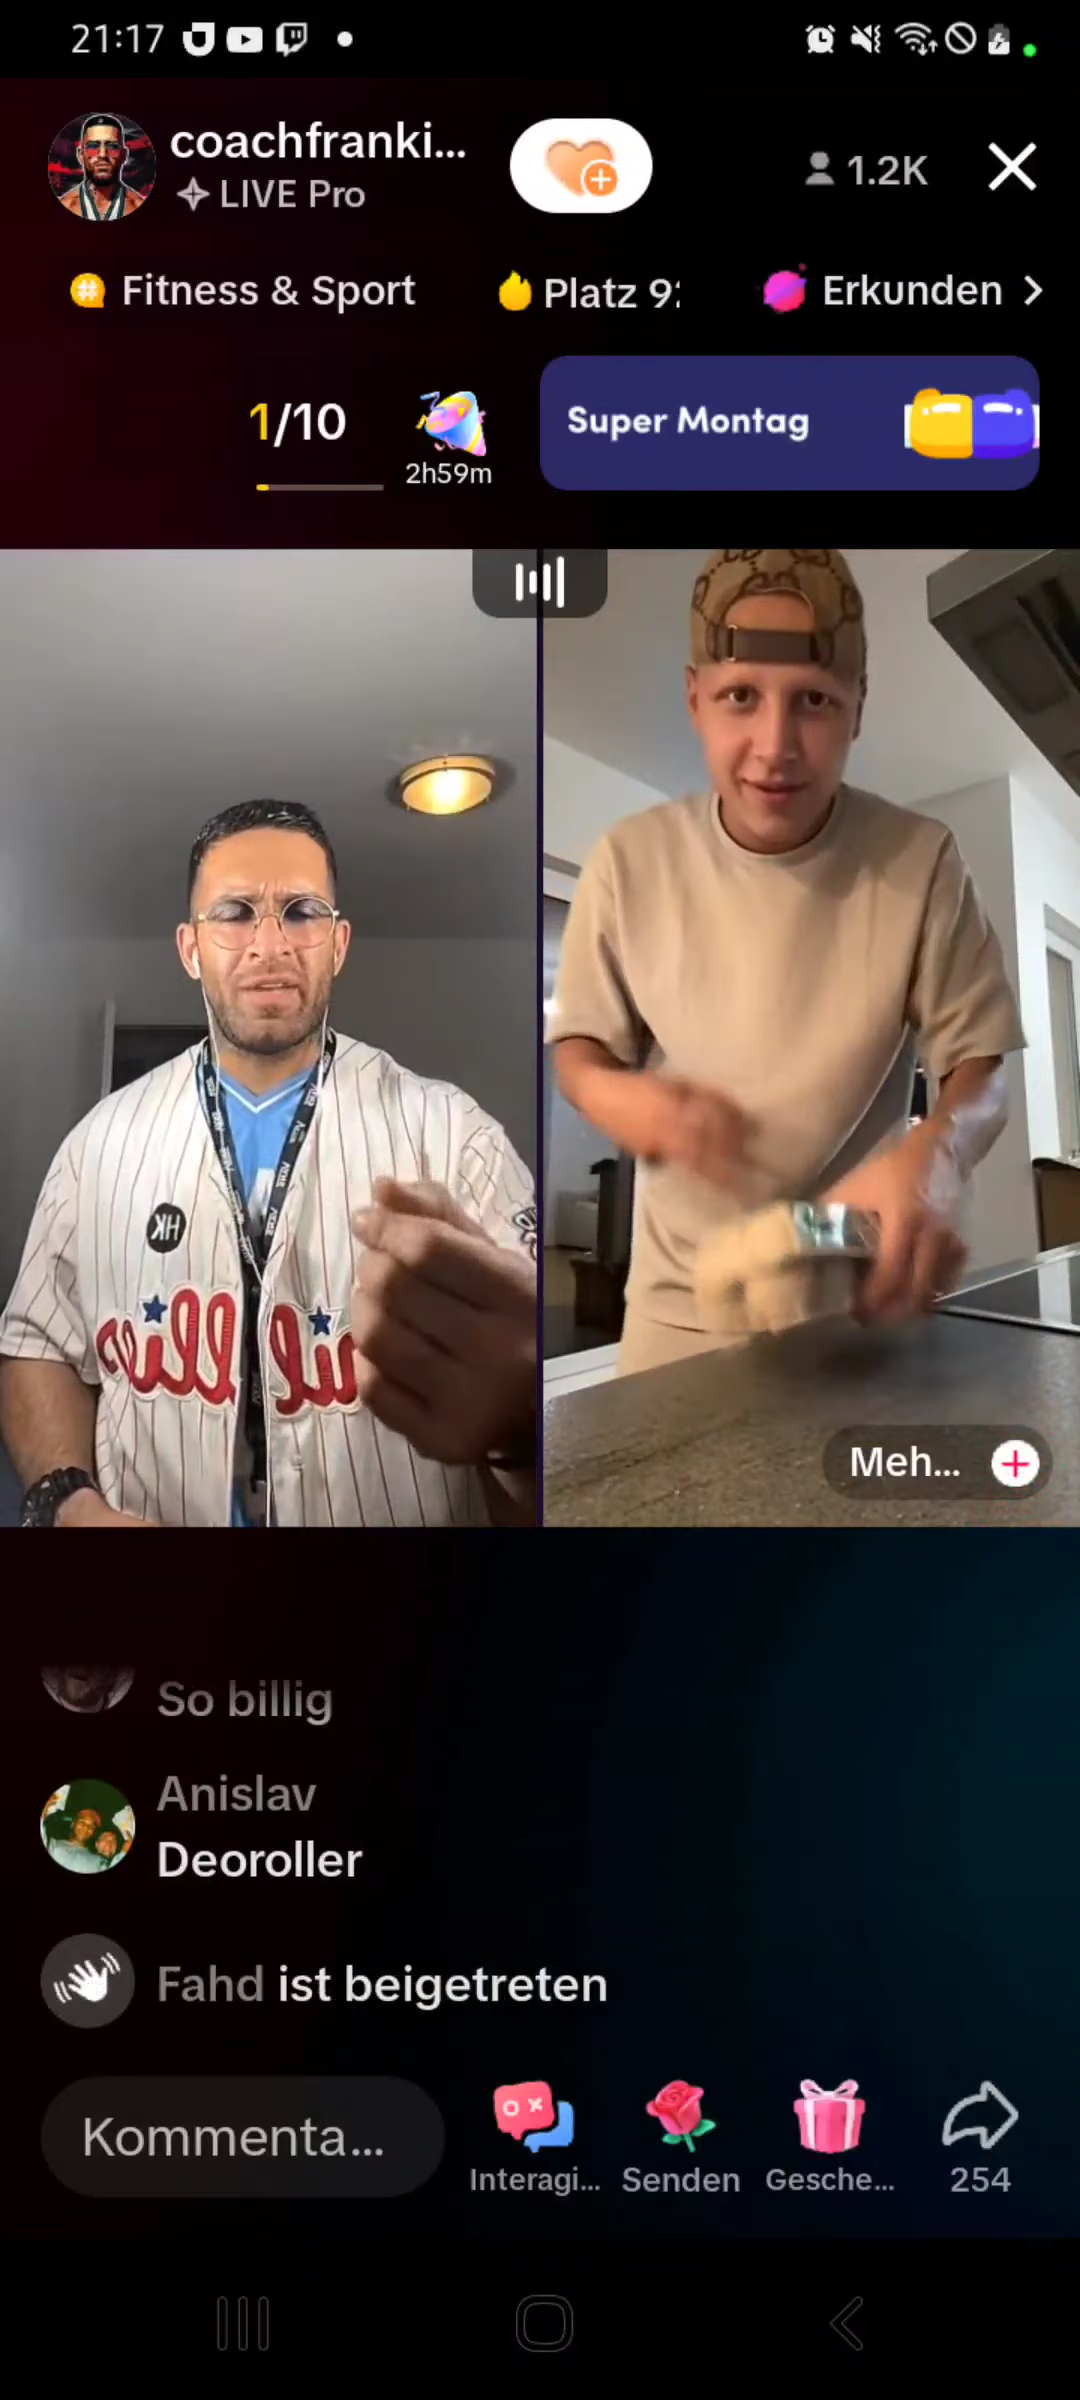 21:17
coachfranki...
LIVE Pro
1.2K
Fitness & Sport
Platz 9
Erkunden
1/10
2h59m
Super Montag
HK
Meh...
So billig
Anislav
Deoroller
Fahd ist beigetreten
Kommenta...
Interagi...
Senden
Gesche...
254